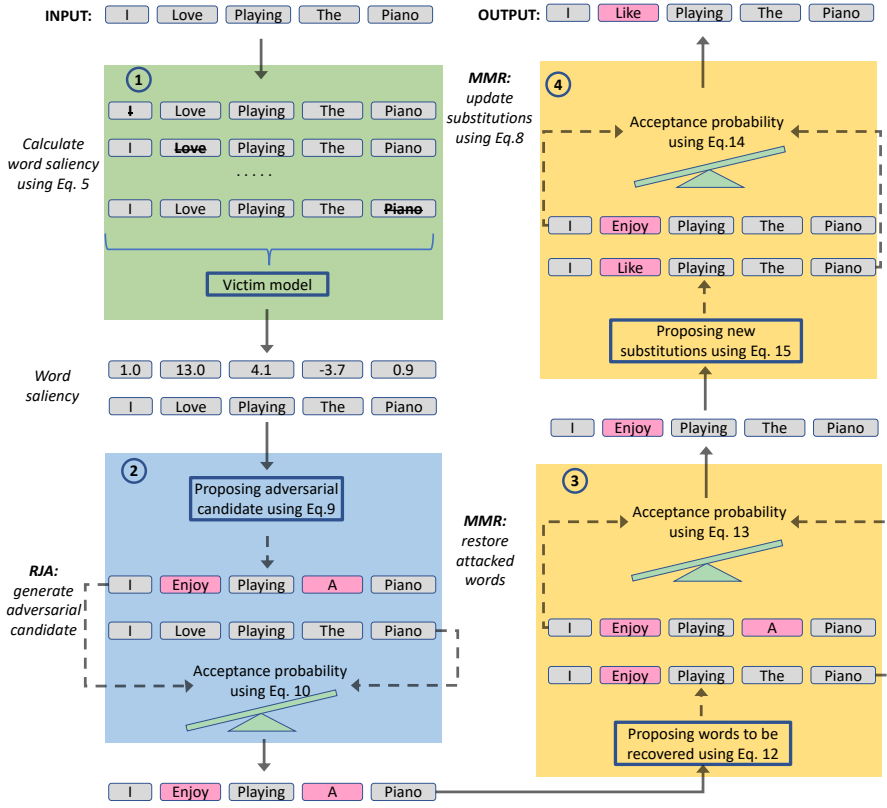 INPUT: I Love Playing The Piano
1
I Love Playing The Piano
I Love Playing The Piano
. . . . .
I Love Playing The Piano
Calculate
word saliency
using Eq. 5
Victim model
Word
saliency
1.0 13.0 4.1 -3.7 0.9
I Love Playing The Piano
2
Proposing adversarial
candidate using Eq.9
RJA:
generate
adversarial
candidate
I Enjoy Playing A Piano
I Love Playing The Piano
Acceptance probability
using Eq. 10
I Enjoy Playing A Piano
3
MMR:
restore
attacked
words
Acceptance probability
using Eq. 13
I Enjoy Playing A Piano
I Enjoy Playing The Piano
Proposing words to be
recovered using Eq. 12
I Enjoy Playing The Piano
4
MMR:
update
substitutions
using Eq.8
Acceptance probability
using Eq.14
I Enjoy Playing The Piano
I Like Playing The Piano
Proposing new
substitutions using Eq. 15
OUTPUT: I Like Playing The Piano